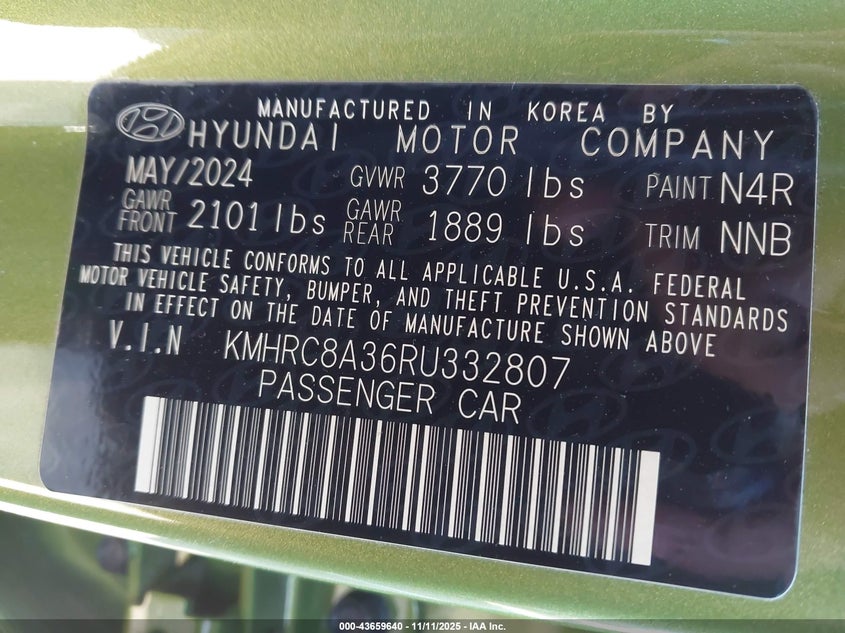 MANUFACTURED IN KOREA BY
HYUNDAI MOTOR COMPANY
MAY/2024 GVWR 3770 lbs PAINT N4R
GAWR FRONT 2101 lbs GAWR REAR 1889 lbs TRIM NNB
THIS VEHICLE CONFORMS TO ALL APPLICABLE U.S.A. FEDERAL
MOTOR VEHICLE SAFETY, BUMPER, AND THEFT PREVENTION STANDARDS
IN EFFECT ON THE DATE OF MANUFACTURE SHOWN ABOVE
V.I.N KMHRC8A36RU332807
PASSENGER CAR
000-43659640 - 11/11/2025 - IAA Inc.